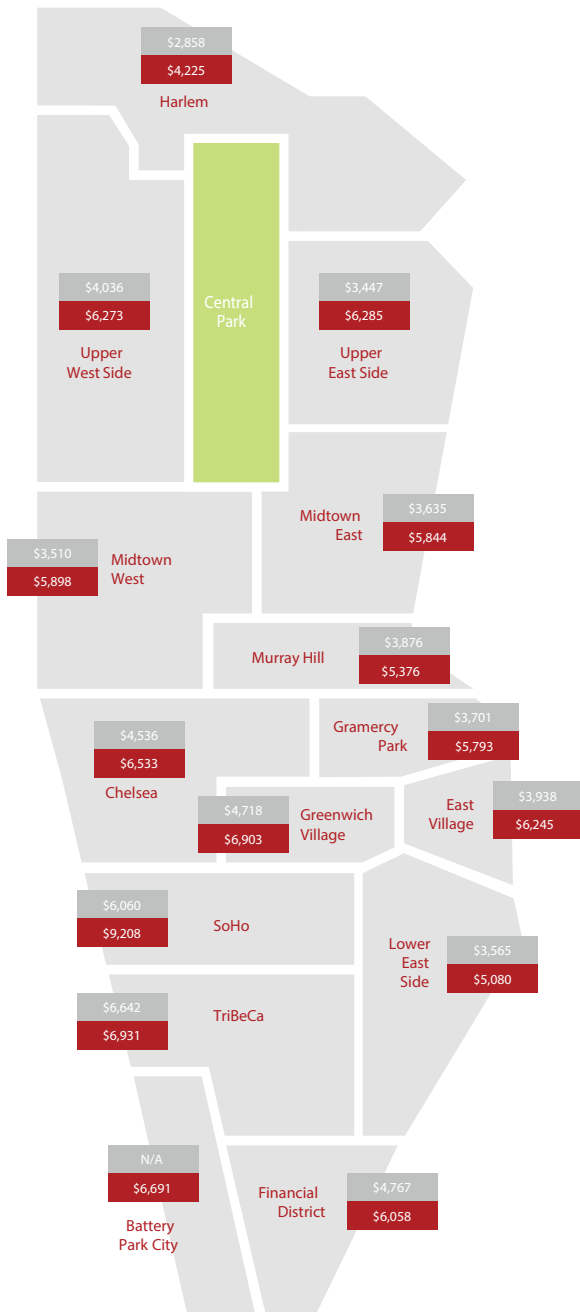 $2,858
$4,225
Harlem
$4,036
$6,273
Upper
West Side
Central
Park
$3,447
$6,285
Upper
East Side
Midtown
East
$3,635
$5,844
$3,510
$5,898
Midtown
West
Murray Hill
$3,876
$5,376
$4,536
$6,533
Chelsea
Gramercy
Park
$3,701
$5,793
$4,718
$6,903
Greenwich
Village
East
Village
$3,938
$6,245
$6,060
$9,208
SoHo
Lower
East
Side
$3,565
$5,080
$6,642
$6,931
TriBeCa
N/A
$6,691
Battery
Park City
Financial
District
$4,767
$6,058